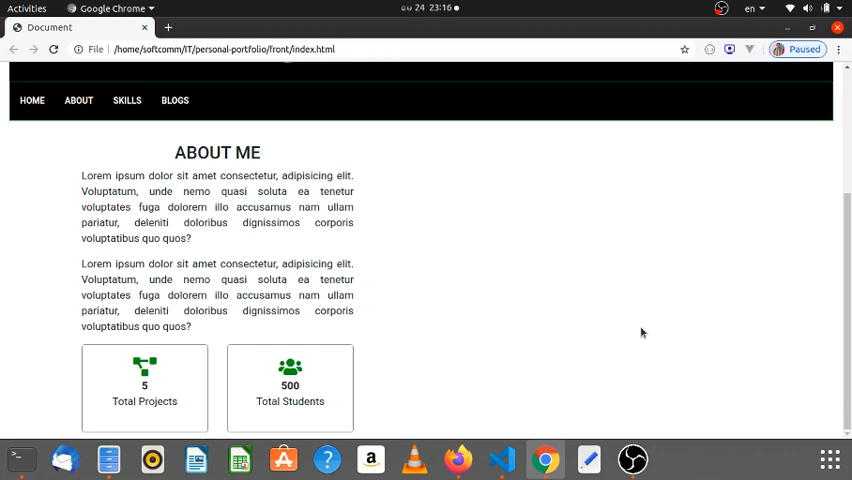 Activities Google Chrome ፴ 24 23:16 en
Document
File /home/softcomm/IT/personal-portfolio/front/index.html Paused
HOME ABOUT SKILLS BLOGS
ABOUT ME
Lorem ipsum dolor sit amet consectetur, adipisicing elit.
Voluptatum, unde nemo quasi soluta ea tenetur
voluptates fuga dolorem illo accusamus nam ullam
pariatur, deleniti doloribus dignissimos corporis
voluptatibus quo quos?
Lorem ipsum dolor sit amet consectetur, adipisicing elit.
Voluptatum, unde nemo quasi soluta ea tenetur
voluptates fuga dolorem illo accusamus nam ullam
pariatur, deleniti doloribus dignissimos corporis
voluptatibus quo quos?
5 500
Total Projects Total Students